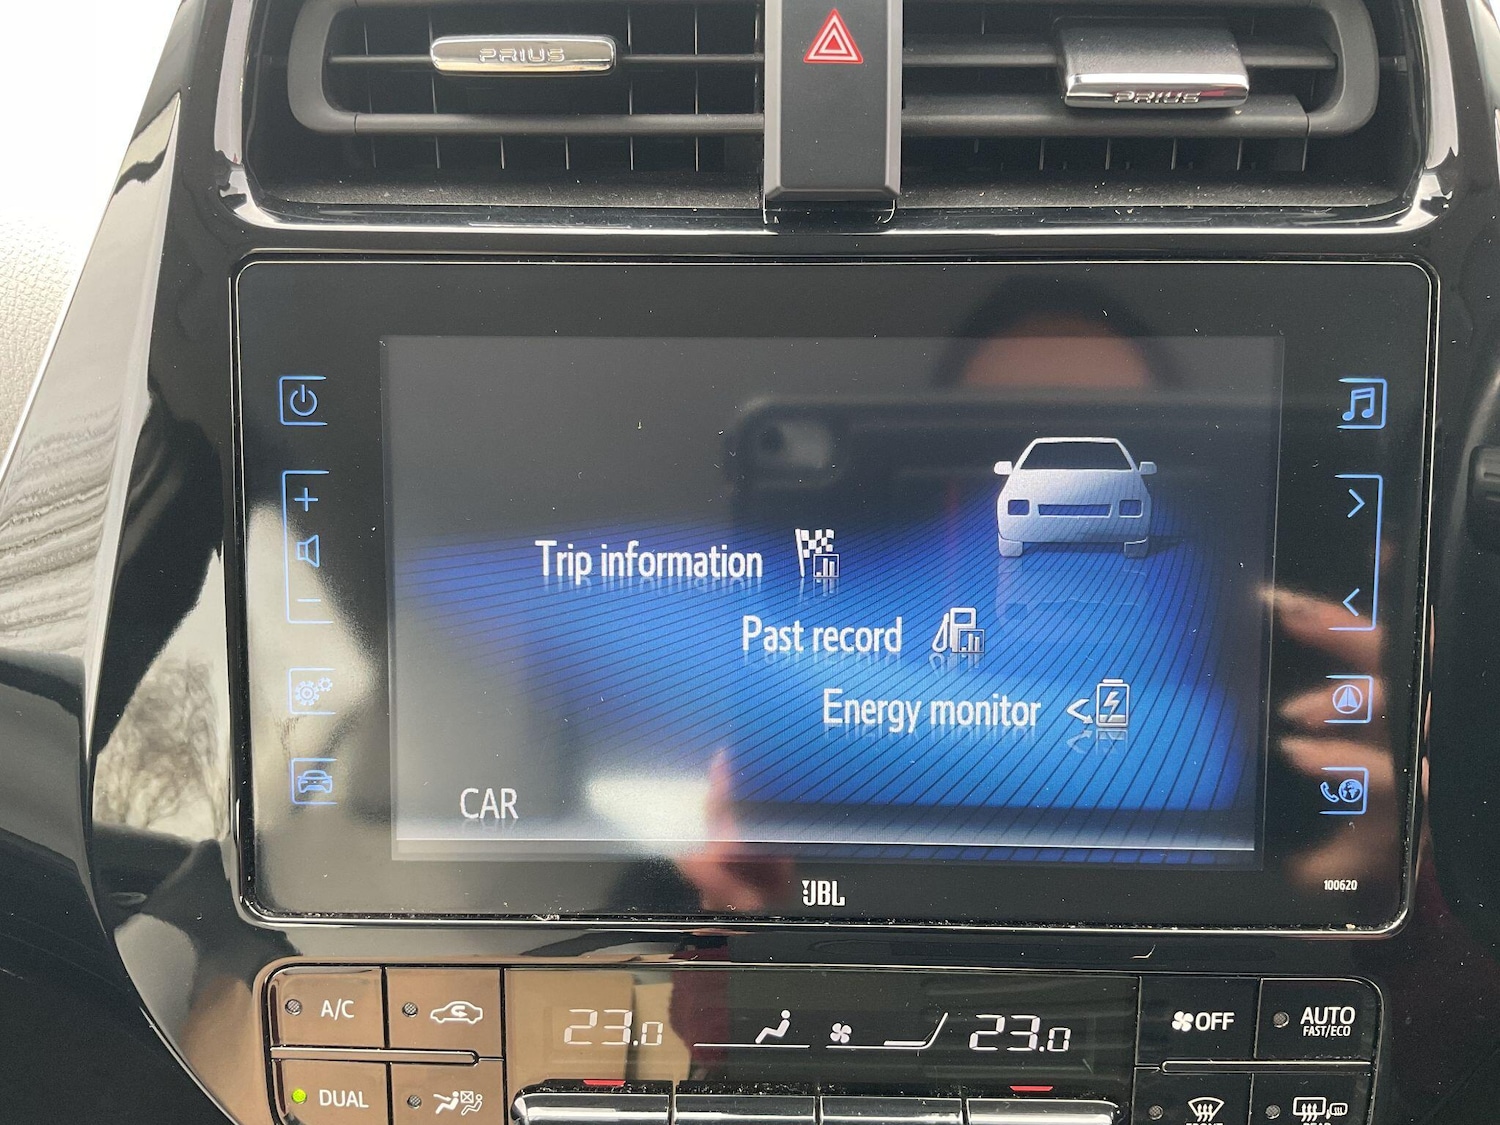 PRIUS
PRIUS
Trip information
Past record
Energy monitor
CAR
JBL
100620
A/C
23.0
23.0
OFF
AUTO
FAST/ECO
DUAL